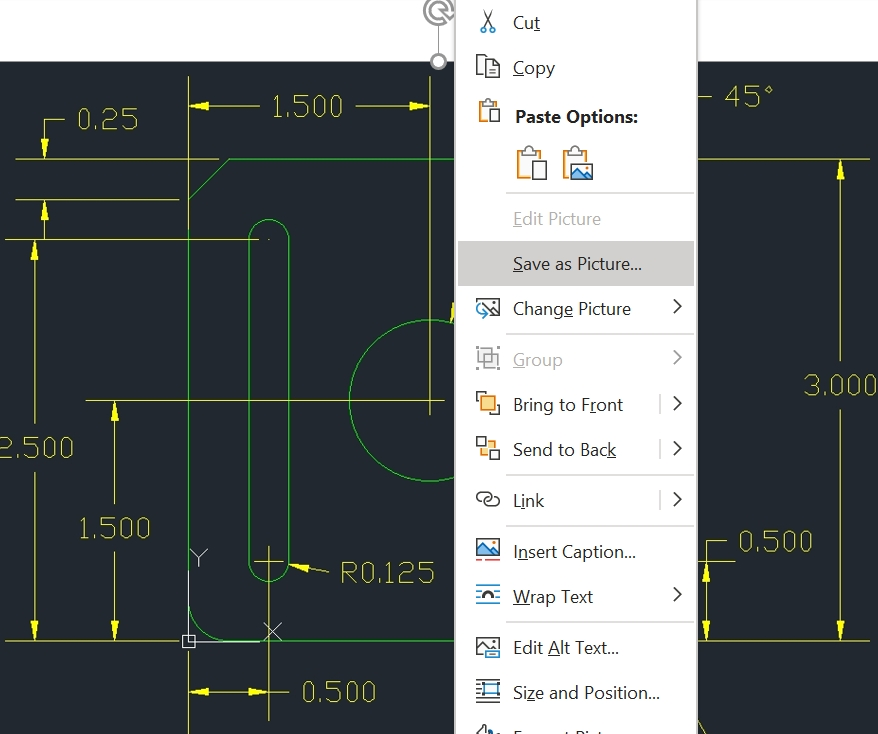 Cut
Copy
Paste Options:
Edit Picture
Save as Picture...
Change Picture
Group
Bring to Front
Send to Back
Link
Insert Caption...
Wrap Text
Edit Alt Text...
Size and Position...
0.25
1.500
45°
3.000
2.500
1.500
Y
R0.125
0.500
X
0.500